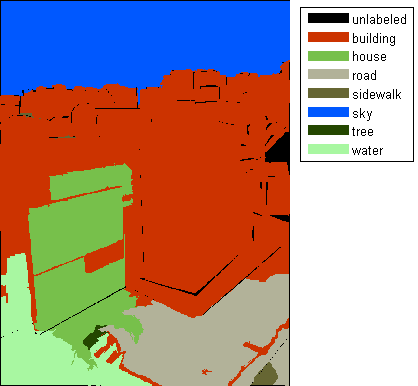 unlabeled
building
house
road
sidewalk
sky
tree
water